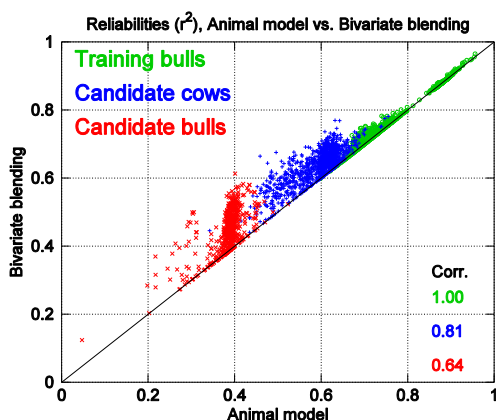 Reliabilities (r²), Animal model vs. Bivariate blending
1
Training bulls
Candidate cows
Candidate bulls
0.8
0.6
0.4
0.2
0
Bivariate blending
Corr.
1.00
0.81
0.64
0 0.2 0.4 0.6 0.8 1
Animal model